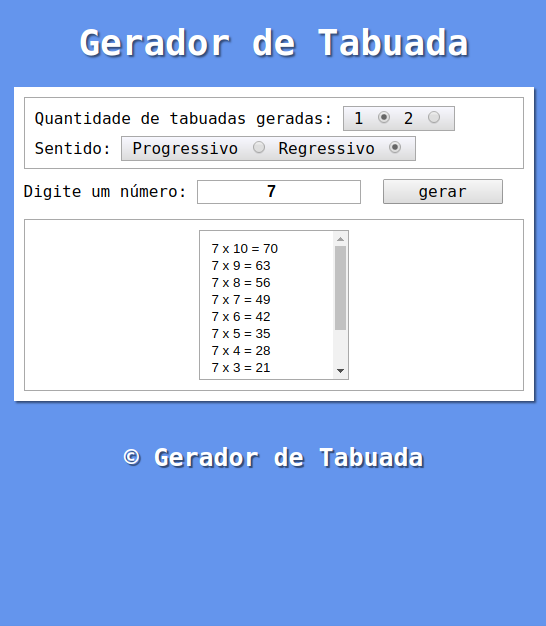 Gerador de Tabuada
Quantidade de tabuadas geradas: 1 2
Sentido: Progressivo Regressivo
Digite um número: 7 gerar
7 x 10 = 70
7 x 9 = 63
7 x 8 = 56
7 x 7 = 49
7 x 6 = 42
7 x 5 = 35
7 x 4 = 28
7 x 3 = 21
© Gerador de Tabuada